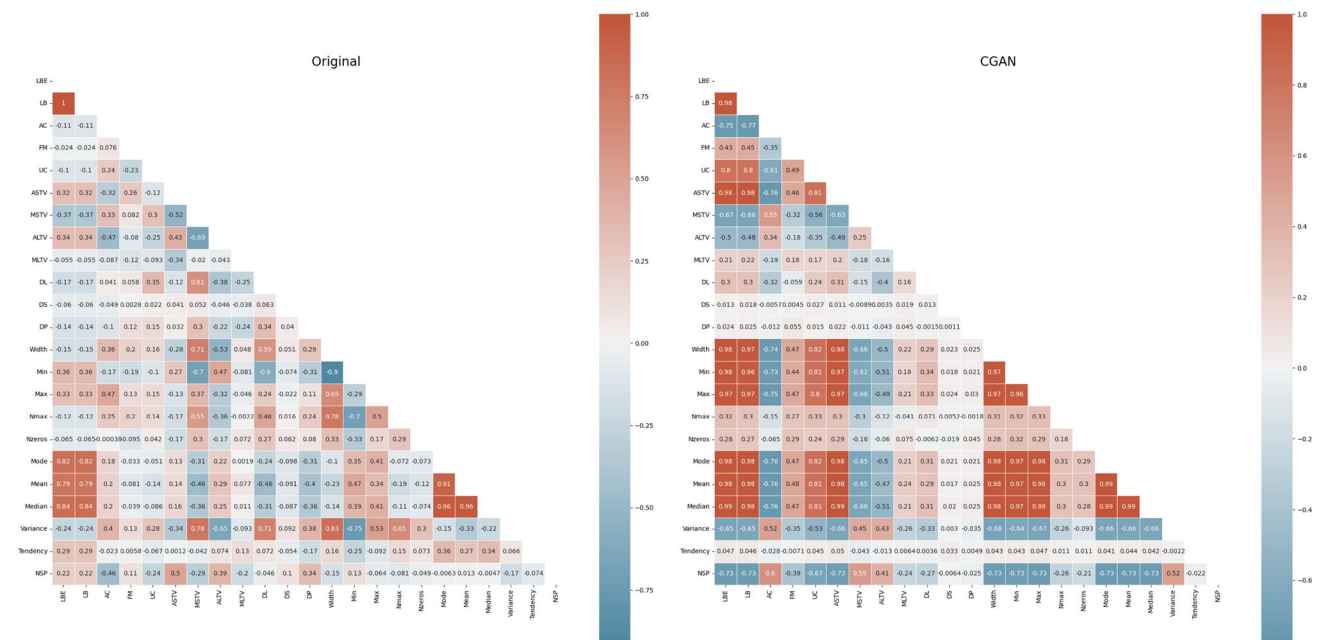 Original
LBE
LB 1
AC -0.11 -0.11
FM -0.024 -0.024 0.076
UC -0.1 -0.1 0.24 -0.23
ASTV 0.32 0.32 -0.32 0.26 -0.12
MSTV -0.37 -0.37 0.33 0.082 0.3 -0.52
ALTV 0.34 0.34 -0.47 -0.08 -0.25 0.43 -0.69
MLTV -0.055 -0.055 -0.087 -0.12 -0.093 -0.34 -0.02 -0.043
DL -0.17 -0.17 0.041 0.058 0.35 -0.12 0.61 -0.38 -0.25
DS -0.06 -0.06 -0.049 0.0028 0.022 0.041 0.052 -0.046 -0.038 0.063
DP -0.14 -0.14 -0.1 0.12 0.15 0.032 0.3 -0.22 -0.24 0.34 0.04
Width -0.15 -0.15 0.36 0.2 0.16 -0.28 0.71 -0.53 0.048 0.59 0.051 0.29
Min 0.36 0.36 -0.17 -0.19 -0.1 0.27 -0.7 0.47 -0.081 -0.6 -0.074 -0.31 -0.9
Max 0.33 0.33 0.47 0.13 0.15 -0.13 0.37 -0.32 -0.046 0.24 -0.022 0.11 0.65 -0.29
Nmax -0.12 -0.12 0.25 0.2 0.14 -0.17 0.55 -0.36 -0.0022 0.48 0.016 0.24 0.78 -0.7 0.5
Nzeros -0.065 -0.065 -0.00038 -0.095 0.042 -0.17 0.3 -0.17 0.072 0.27 0.062 0.08 0.33 -0.33 0.17 0.29
Mode 0.82 0.82 0.18 -0.033 -0.051 0.13 -0.31 0.22 0.0019 -0.24 -0.098 -0.31 -0.1 0.35 0.41 -0.072 -0.073
Mean 0.79 0.79 0.2 -0.081 -0.14 0.14 -0.46 0.29 0.077 -0.46 -0.091 -0.4 -0.23 0.47 0.34 -0.19 -0.12 0.91
Median 0.84 0.84 0.2 -0.039 -0.086 0.16 -0.36 0.25 0.011 -0.31 -0.087 -0.36 -0.14 0.39 0.41 -0.11 -0.074 0.96 0.96
Variance -0.24 -0.24 0.4 0.13 0.28 -0.34 0.78 -0.65 -0.093 0.71 0.092 0.38 0.83 -0.75 0.53 0.65 0.3 -0.15 -0.33 -0.22
Tendency 0.29 0.29 -0.023 0.0058 -0.067 0.0012 -0.042 0.04 0.13 0.072 -0.054 -0.17 0.16 -0.25 -0.092 0.15 0.073 0.36 0.27 0.34 0.066
NSP 0.22 0.22 -0.46 0.11 -0.24 0.5 -0.29 0.39 -0.2 -0.046 0.1 0.34 -0.15 0.13 -0.064 -0.081 -0.049 -0.0063 0.013 -0.0047 -0.17 -0.074
LBE LB AC FM UC ASTV MSTV ALTV MLTV DL DS DP Width Min Max Nmax Nzeros Mode Mean Median Variance Tendency NSP
1.00
0.75
0.50
0.25
0.00
−0.25
−0.50
−0.75
CGAN
LBE
LB 0.98
AC -0.75 -0.77
FM 0.43 0.45 -0.35
UC 0.8 0.8 -0.61 0.49
ASTV 0.98 0.98 -0.76 0.46 0.81
MSTV -0.67 -0.66 0.55 -0.32 -0.56 -0.63
ALTV -0.5 -0.48 0.34 -0.18 -0.35 -0.49 0.25
MLTV 0.21 0.22 -0.19 0.18 0.17 0.2 -0.18 -0.16
DL 0.3 0.3 -0.32 -0.059 0.24 0.31 -0.15 -0.4 0.16
DS 0.013 0.018 -0.0057 0.0045 0.027 0.011 -0.0089 0.0035 0.019 0.013
DP 0.024 0.025 -0.012 0.055 0.015 0.022 -0.011 -0.043 0.045 -0.0015 0.0011
Width 0.98 0.97 -0.74 0.47 0.82 0.98 -0.66 -0.5 0.22 0.29 0.023 0.025
Min 0.98 0.96 -0.73 0.44 0.81 0.97 -0.62 -0.51 0.18 0.34 0.018 0.021 0.97
Max 0.97 0.97 -0.75 0.47 0.8 0.97 -0.66 -0.49 0.21 0.29 0.024 0.023 0.97 0.96
Nmax 0.32 0.3 -0.15 0.27 0.33 0.3 -0.3 -0.12 -0.041 0.071 0.0052 -0.0018 0.31 0.32 0.33
Nzeros 0.28 0.27 -0.065 0.29 0.24 0.29 -0.16 -0.06 0.075 -0.0062 -0.019 0.045 0.28 0.32 0.29 0.18
Mode 0.98 0.98 -0.76 0.47 0.82 0.98 -0.65 -0.5 0.21 0.31 0.021 0.021 0.98 0.97 0.98 0.31 0.29
Mean 0.98 0.98 -0.76 0.48 0.81 0.98 -0.65 -0.47 0.21 0.29 0.017 0.025 0.98 0.97 0.98 0.3 0.3 0.99
Median 0.99 0.98 -0.76 0.47 0.81 0.99 -0.66 -0.51 0.21 0.31 0.02 0.025 0.98 0.97 0.98 0.3 0.28 0.99 0.99
Variance -0.65 -0.65 0.52 -0.35 -0.53 -0.66 0.45 0.43 -0.26 -0.33 0.003 -0.035 -0.68 -0.64 -0.67 -0.26 -0.093 -0.68 -0.66 -0.66
Tendency 0.047 0.046 -0.028 -0.0071 0.045 0.05 -0.043 -0.013 0.0064 0.0036 0.033 0.0049 0.043 0.043 0.047 0.011 0.011 0.041 0.044 0.042 -0.0022
NSP -0.73 -0.73 0.6 -0.34 -0.58 -0.73 0.55 0.41 -0.24 -0.27 0.0064 -0.025 -0.73 -0.73 -0.73 -0.26 -0.21 -0.73 -0.73 -0.73 0.52 -0.022
LBE LB AC FM UC ASTV MSTV ALTV MLTV DL DS DP Width Min Max Nmax Nzeros Mode Mean Median Variance Tendency NSP
1.0
0.8
0.6
0.4
0.2
0.0
−0.2
−0.4
−0.6